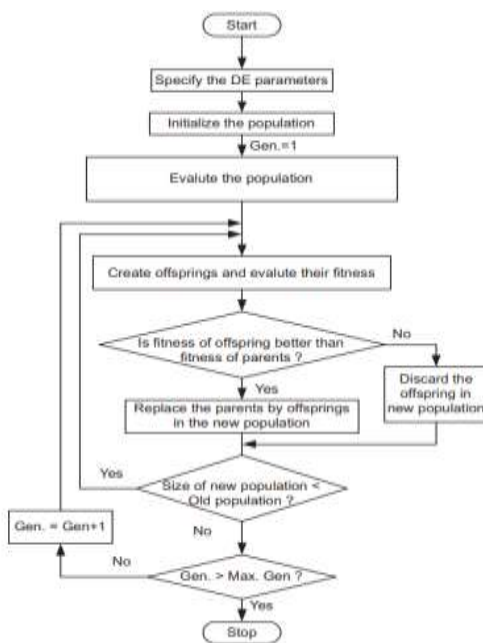 Start
Specify the DE parameters
Initialize the population
Gen.=1
Evalute the population
Create offsprings and evalute their fitness
Is fitness of offspring better than
fitness of parents ?
No
Yes
Discard the
offspring in
new population
Replace the parents by offsprings
in the new population
Yes
Size of new population <
Old population ?
No
Gen. = Gen+1
No
Gen. > Max. Gen ?
Yes
Stop